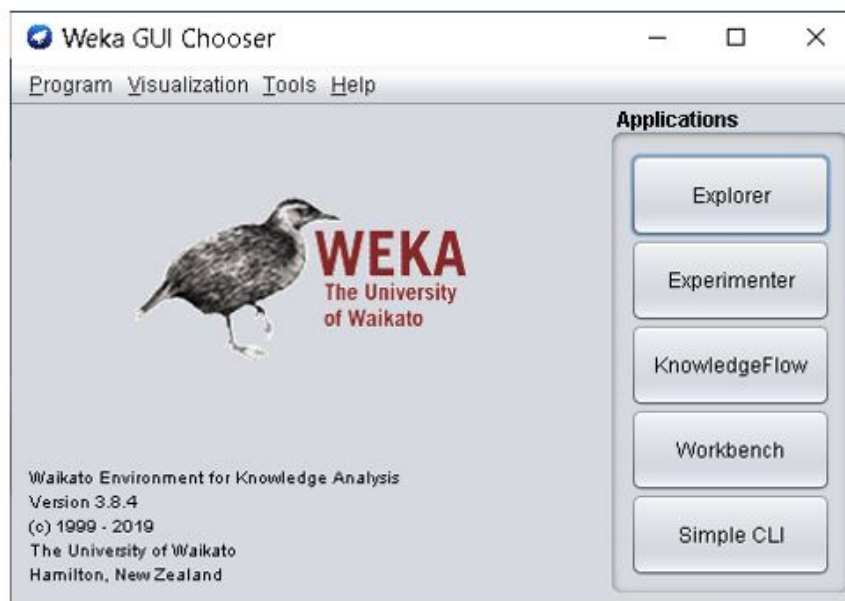 Weka GUI Chooser
Program Visualization Tools Help
Applications
Explorer
Experimenter
KnowledgeFlow
Workbench
Simple CLI
WEKA
The University
of Waikato
Waikato Environment for Knowledge Analysis
Version 3.8.4
(c) 1999 - 2019
The University of Waikato
Hamilton, New Zealand